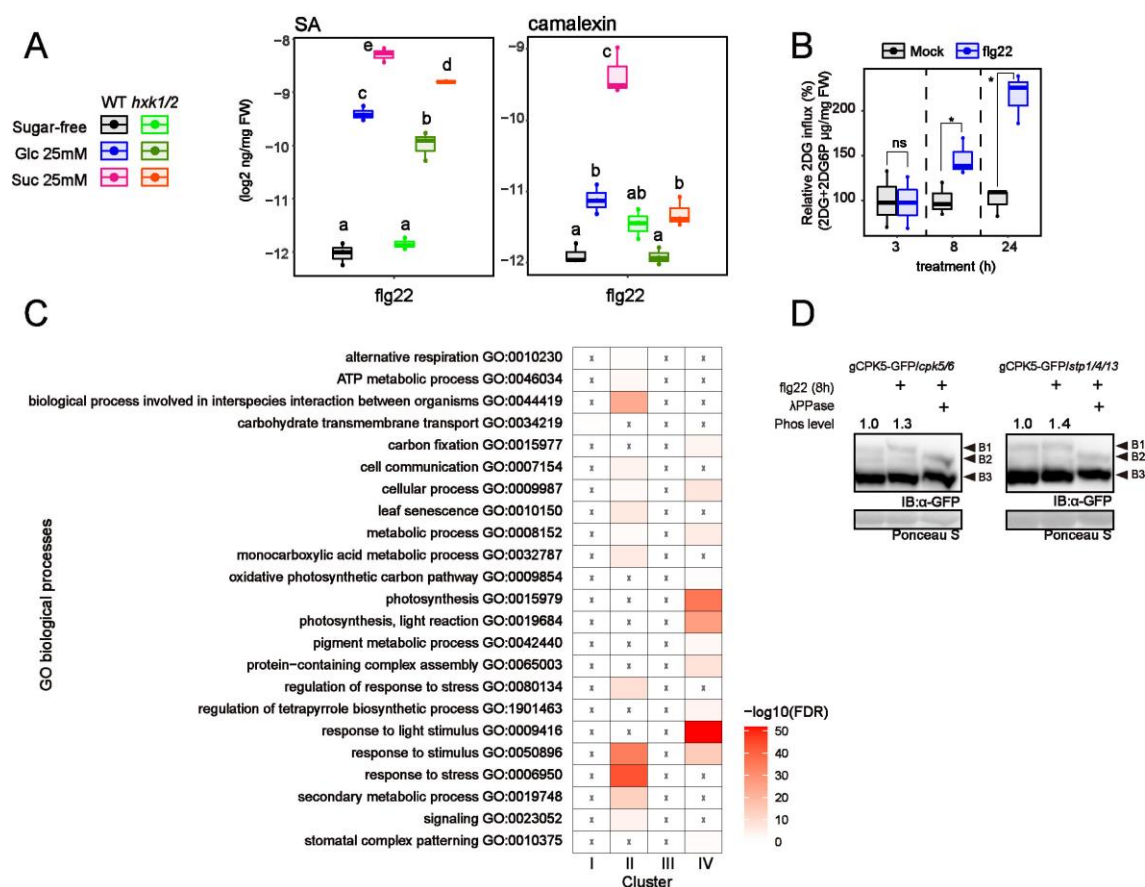 A
WT hxk1/2
Sugar-free
Glc 25mM
Suc 25mM
SA
(log2 ng/mg FW)
−8
−9
−10
−11
−12
a
c
e
a
b
d
flg22
camalexin
−9
−10
−11
−12
a
b
c
ab
a
b
flg22
B
Mock flg22
Relative 2DG influx (%)
(2DG+2DG6P µg/mg FW)
200
150
100
ns
*
*
3 8 24
treatment (h)
C
GO biological processes
alternative respiration GO:0010230 x x x
ATP metabolic process GO:0046034 x x x
biological process involved in interspecies interaction between organisms GO:0044419 x x x
carbohydrate transmembrane transport GO:0034219 x x x
carbon fixation GO:0015977 x x x
cell communication GO:0007154 x x x
cellular process GO:0009987 x x
leaf senescence GO:0010150 x x x
metabolic process GO:0008152 x x
monocarboxylic acid metabolic process GO:0032787 x x x
oxidative photosynthetic carbon pathway GO:0009854 x x x
photosynthesis GO:0015979 x x x
photosynthesis, light reaction GO:0019684 x x x
pigment metabolic process GO:0042440 x x x
protein−containing complex assembly GO:0065003 x x x
regulation of response to stress GO:0080134 x x x
regulation of tetrapyrrole biosynthetic process GO:1901463 x x x
response to light stimulus GO:0009416 x x x
response to stimulus GO:0050896 x x
response to stress GO:0006950 x x x
secondary metabolic process GO:0019748 x x x
signaling GO:0023052 x x x
stomatal complex patterning GO:0010375 x x x
I II III IV
Cluster
−log10(FDR)
50
40
30
20
10
0
D
gCPK5-GFP/cpk5/6 gCPK5-GFP/stp1/4/13
flg22 (8h) + + + +
λPPase + +
Phos level 1.0 1.3 1.0 1.4
B1
B2
B3
IB:α-GFP
Ponceau S
B1
B2
B3
IB:α-GFP
Ponceau S